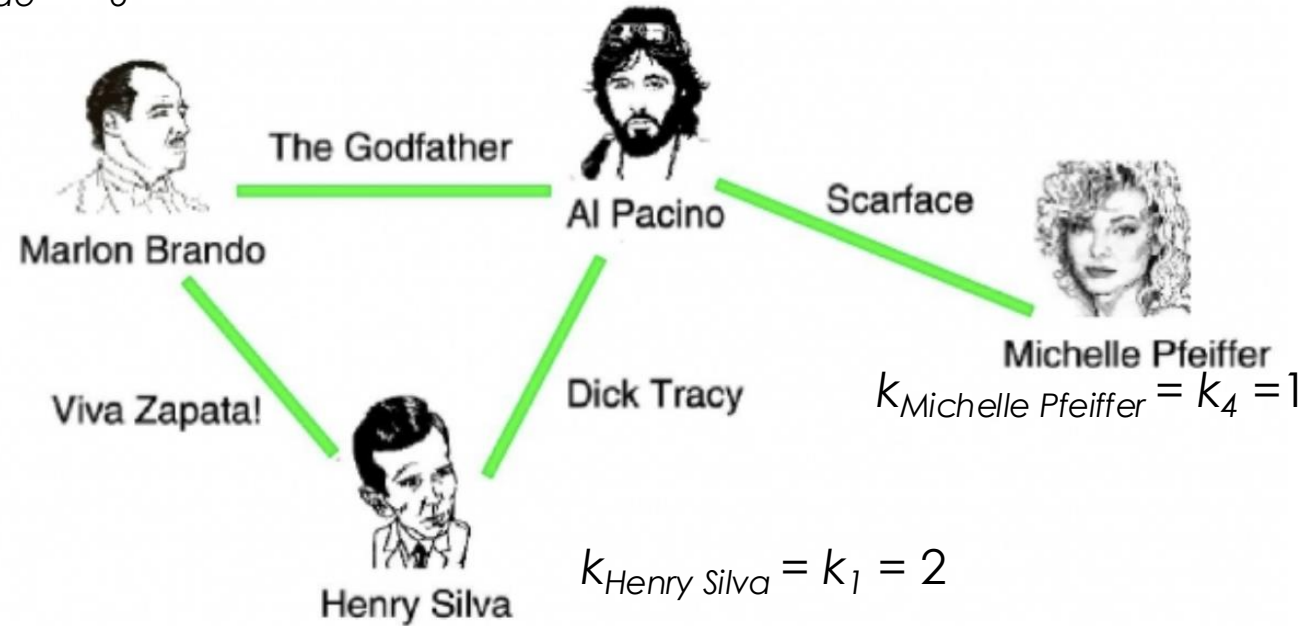 The Godfather
Al Pacino
Scarface
Marlon Brando
Michelle Pfeiffer
k_Michelle Pfeiffer = k_4 =1
Viva Zapata!
Dick Tracy
k_Henry Silva = k_1 = 2
Henry Silva